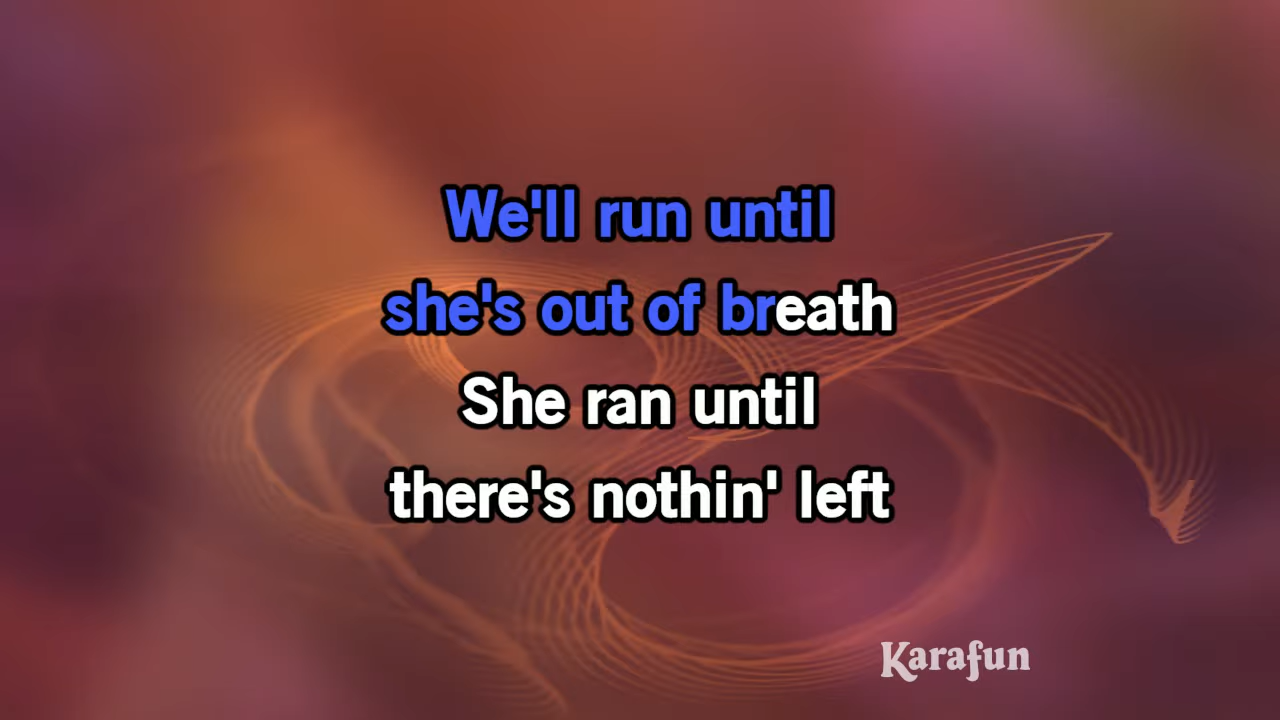 We'll run until
she's out of breath
She ran until
there's nothin' left
Karafun